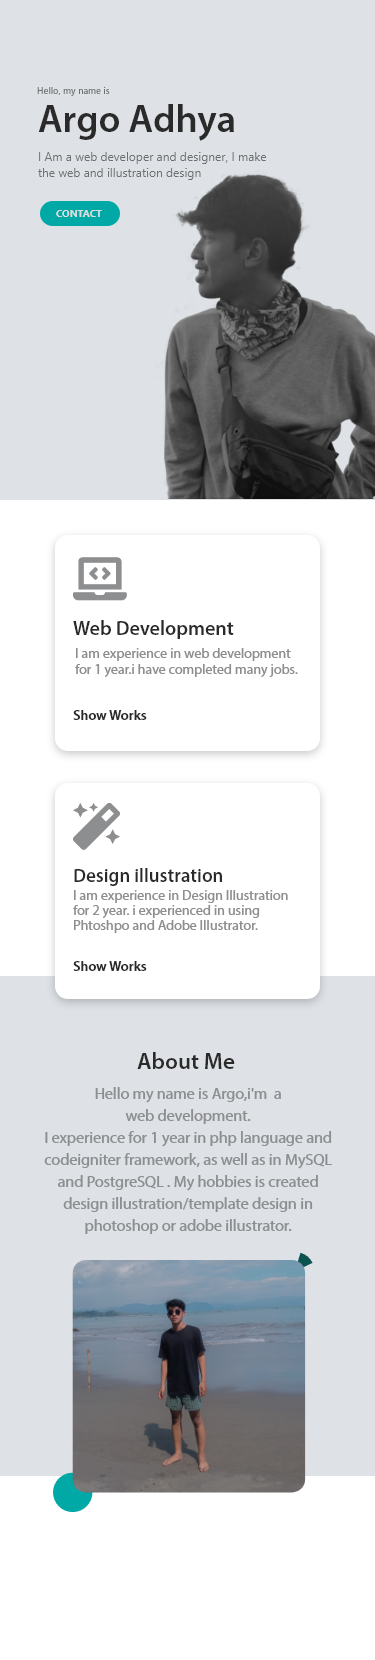 Hello, my name is
Argo Adhya
I Am a web developer and designer, I make
the web and illustration design
CONTACT
Web Development
I am experience in web development
for 1 year.i have completed many jobs.
Show Works
Design illustration
I am experience in Design Illustration
for 2 year. i experienced in using
Phtoshpo and Adobe Illustrator.
Show Works
About Me
Hello my name is Argo,i'm a
web development.
I experience for 1 year in php language and
codeigniter framework, as well as in MySQL
and PostgreSQL . My hobbies is created
design illustration/template design in
photoshop or adobe illustrator.